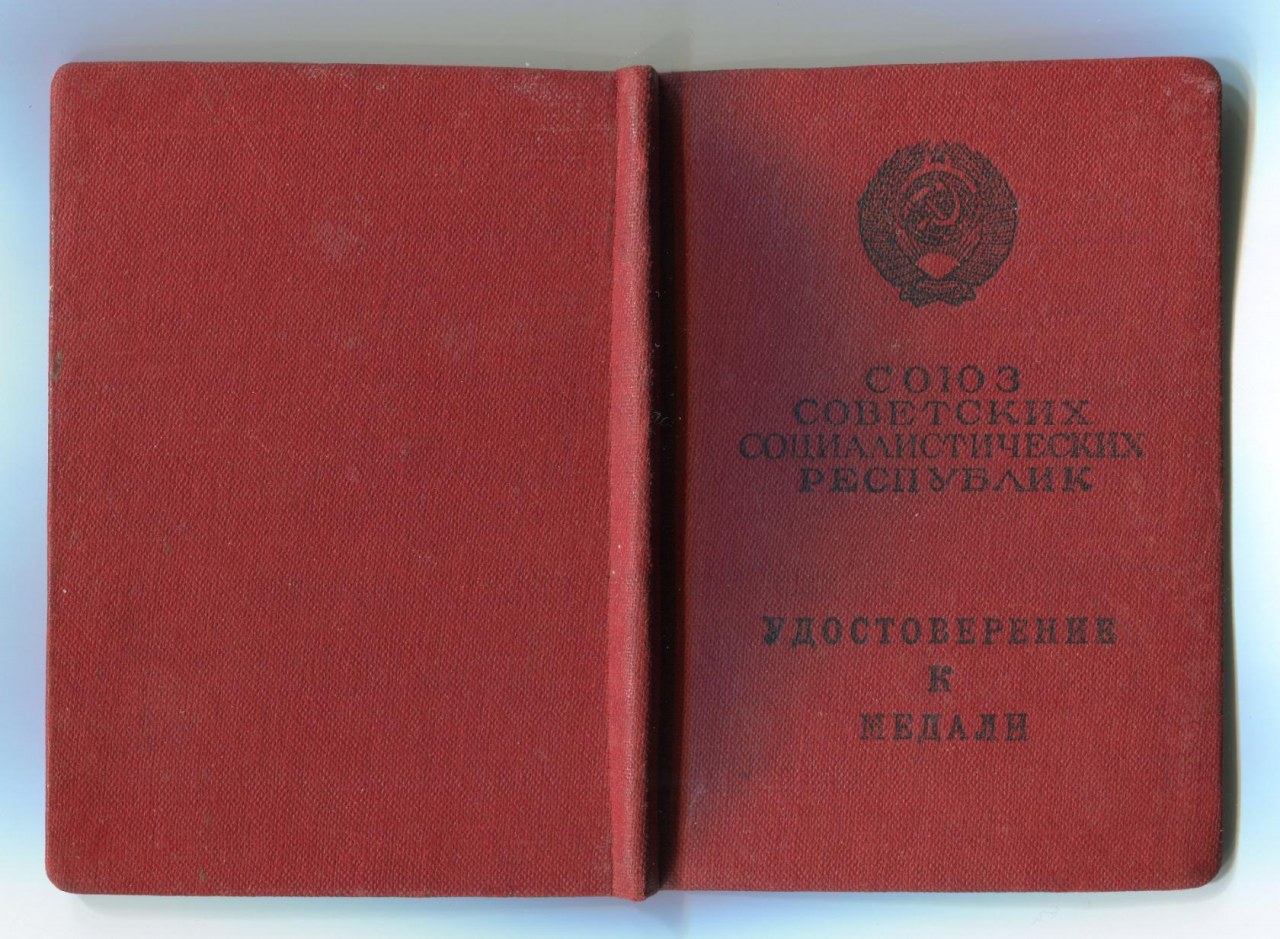 СОЮЗ
СОВЕТСКИХ
СОЦИАЛИСТИЧЕСКИХ
РЕСПУБЛИК
УДОСТОВЕРЕНИЕ
К
МЕДАЛИ